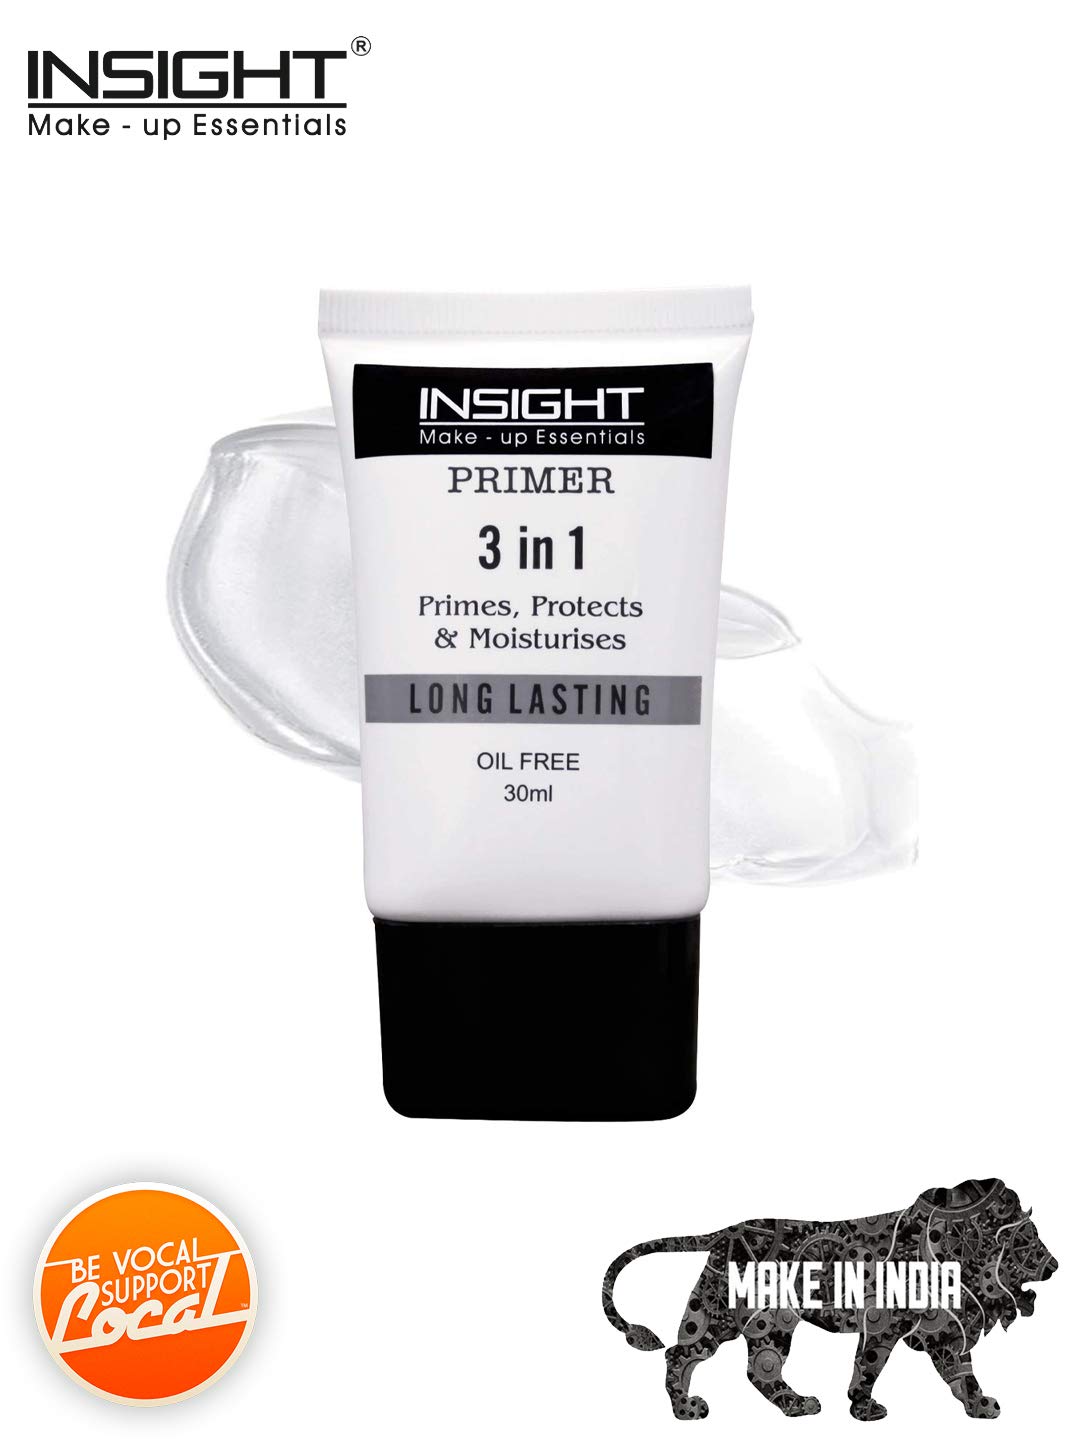 INSIGHT®
Make - up Essentials
INSIGHT
Make - up Essentials
PRIMER
3 in 1
Primes, Protects
& Moisturises
LONG LASTING
OIL FREE
30ml
BE VOCAL
SUPPORT
Local™
MAKE IN INDIA